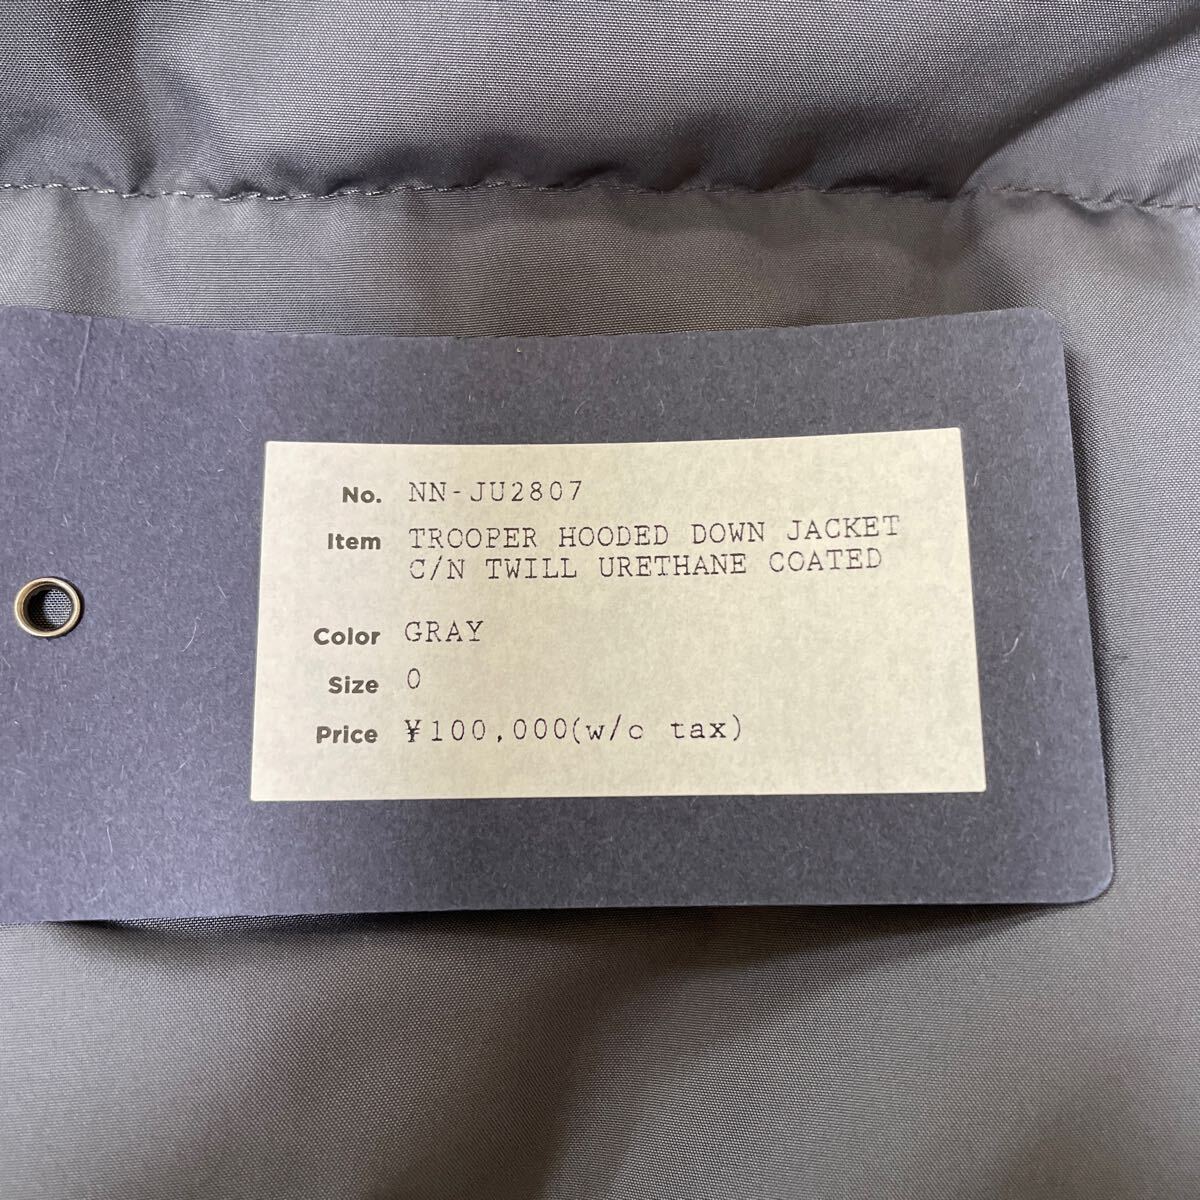 No. NN-JU2807
Item TROOPER HOODED DOWN JACKET
C/N TWILL URETHANE COATED
Color GRAY
Size 0
Price ¥100,000(w/c tax)